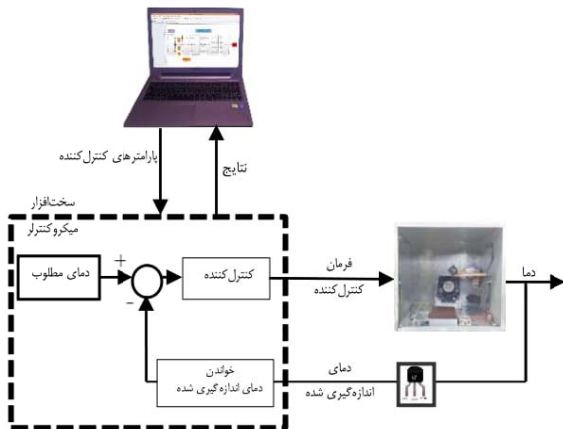 پارامترهای کنترل‌کننده
نتایج
سخت‌افزار
میکروکنترلر
دمای مطلوب
+
-
کنترل‌کننده
فرمان
کنترل‌کننده
دما
خواندن
دمای اندازه‌گیری شده
دمای
اندازه‌گیری شده